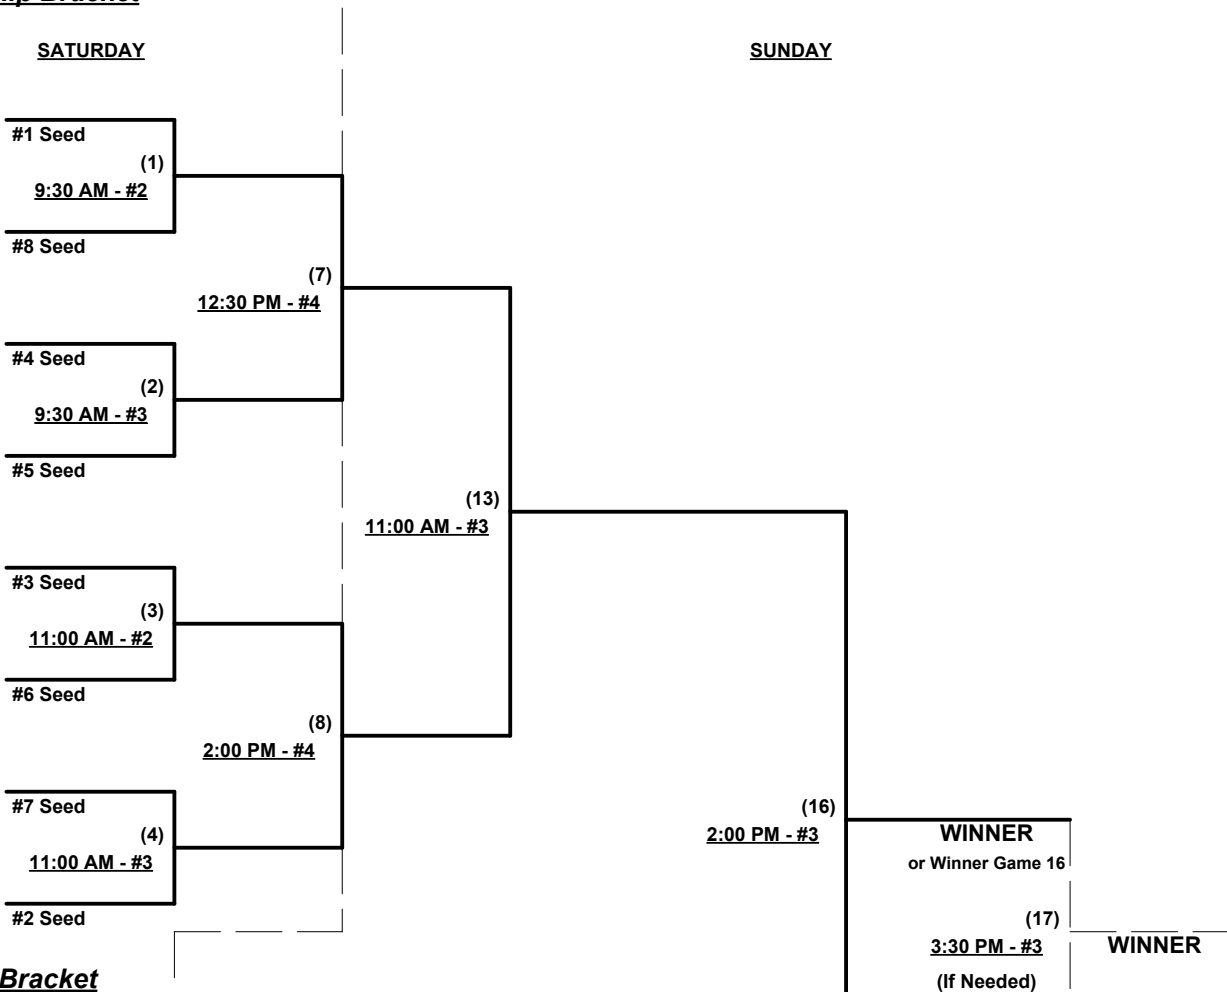 Bracket
SATURDAY
SUNDAY
#1 Seed
(1)
9:30 AM - #2
#8 Seed
(7)
12:30 PM - #4
#4 Seed
(2)
9:30 AM - #3
#5 Seed
(13)
11:00 AM - #3
#3 Seed
(3)
11:00 AM - #2
#6 Seed
(8)
2:00 PM - #4
#7 Seed
(4)
11:00 AM - #3
#2 Seed
(16)
2:00 PM - #3
WINNER
or Winner Game 16
(17)
3:30 PM - #3
(If Needed)
WINNER
Bracket